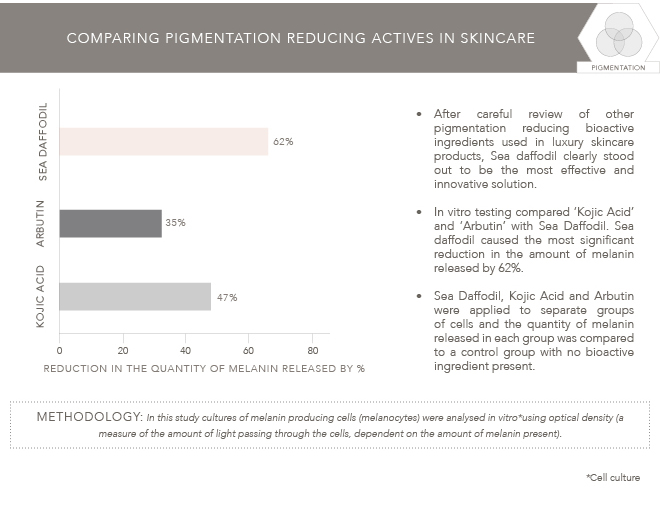 COMPARING PIGMENTATION REDUCING ACTIVES IN SKINCARE
PIGMENTATION
SEA DAFFODIL
62%
ARBUTIN
35%
KOJIC ACID
47%
0 20 40 60 80
REDUCTION IN THE QUANTITY OF MELANIN RELEASED BY %
• After careful review of other
pigmentation reducing bioactive
ingredients used in luxury skincare
products, Sea daffodil clearly stood
out to be the most effective and
innovative solution.
• In vitro testing compared ‘Kojic Acid’
and ‘Arbutin’ with Sea Daffodil. Sea
daffodil caused the most significant
reduction in the amount of melanin
released by 62%.
• Sea Daffodil, Kojic Acid and Arbutin
were applied to separate groups
of cells and the quantity of melanin
released in each group was compared
to a control group with no bioactive
ingredient present.
METHODOLOGY: In this study cultures of melanin producing cells (melanocytes) were analysed in vitro*using optical density (a
measure of the amount of light passing through the cells, dependent on the amount of melanin present).
*Cell culture